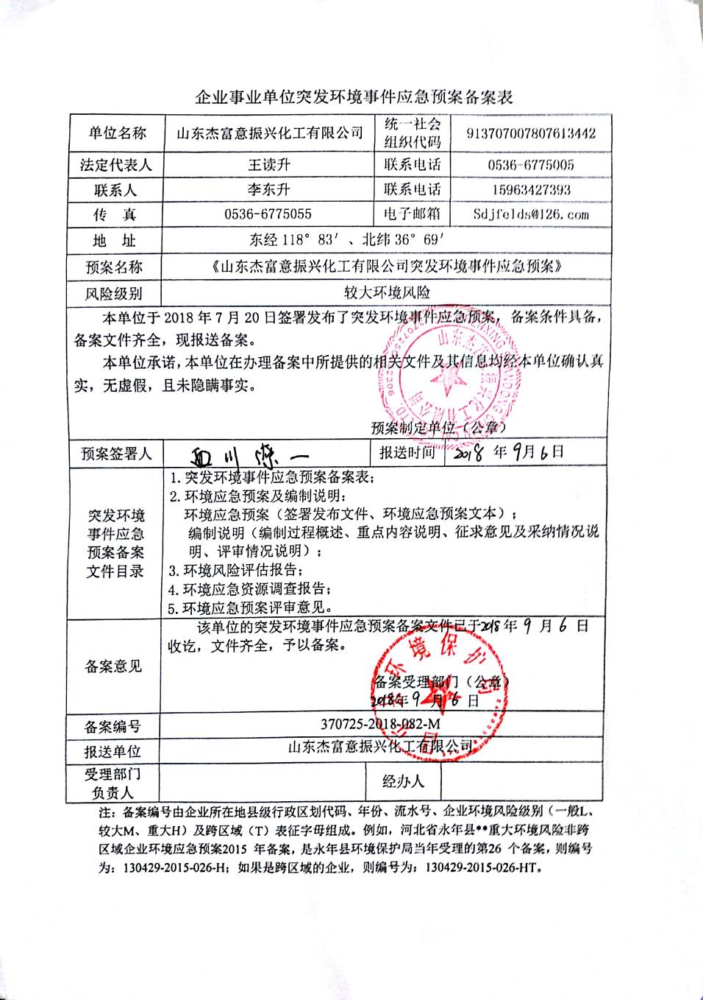 企业事业单位突发环境事件应急预案备案表
单位名称 山东杰富意振兴化工有限公司 统一社会组织代码 913707007807613442
法定代表人 王读升 联系电话 0536-6775005
联系人 李东升 联系电话 15963427393
传 真 0536-6775055 电子邮箱 Sdjfelds@126.com
地 址 东经 118°83′、北纬 36°69′
预案名称 《山东杰富意振兴化工有限公司突发环境事件应急预案》
风险级别 较大环境风险
本单位于 2018 年 7 月 20 日签署发布了突发环境事件应急预案，备案条件具备，
备案文件齐全，现报送备案。
本单位承诺，本单位在办理备案中所提供的相关文件及其信息均经本单位确认真
实，无虚假，且未隐瞒事实。
预案制定单位（公章）
预案签署人 报送时间 2018 年 9 月 6 日
突发环境
事件应急
预案备案
文件目录
1. 突发环境事件应急预案备案表；
2. 环境应急预案及编制说明：
环境应急预案（签署发布文件、环境应急预案文本）；
编制说明（编制过程概述、重点内容说明、征求意见及采纳情况说
明、评审情况说明）；
3. 环境风险评估报告；
4. 环境应急资源调查报告；
5. 环境应急预案评审意见。
备案意见
该单位的突发环境事件应急预案备案文件已于2018年 9 月 6 日
收讫，文件齐全，予以备案。
备案受理部门（公章）
2018年 9 月 6 日
备案编号 370725-2018-082-M
报送单位 山东杰富意振兴化工有限公司
受理部门
负责人
经办人
注：备案编号由企业所在地县级行政区划代码、年份、流水号、企业环境风险级别（一般L、
较大M、重大H）及跨区域（T）表征字母组成。例如，河北省永年县**重大环境风险非跨
区域企业环境应急预案2015 年备案，是永年县环境保护局当年受理的第26 个备案，则编号
为：130429-2015-026-H；如果是跨区域的企业，则编号为：130429-2015-026-HT。